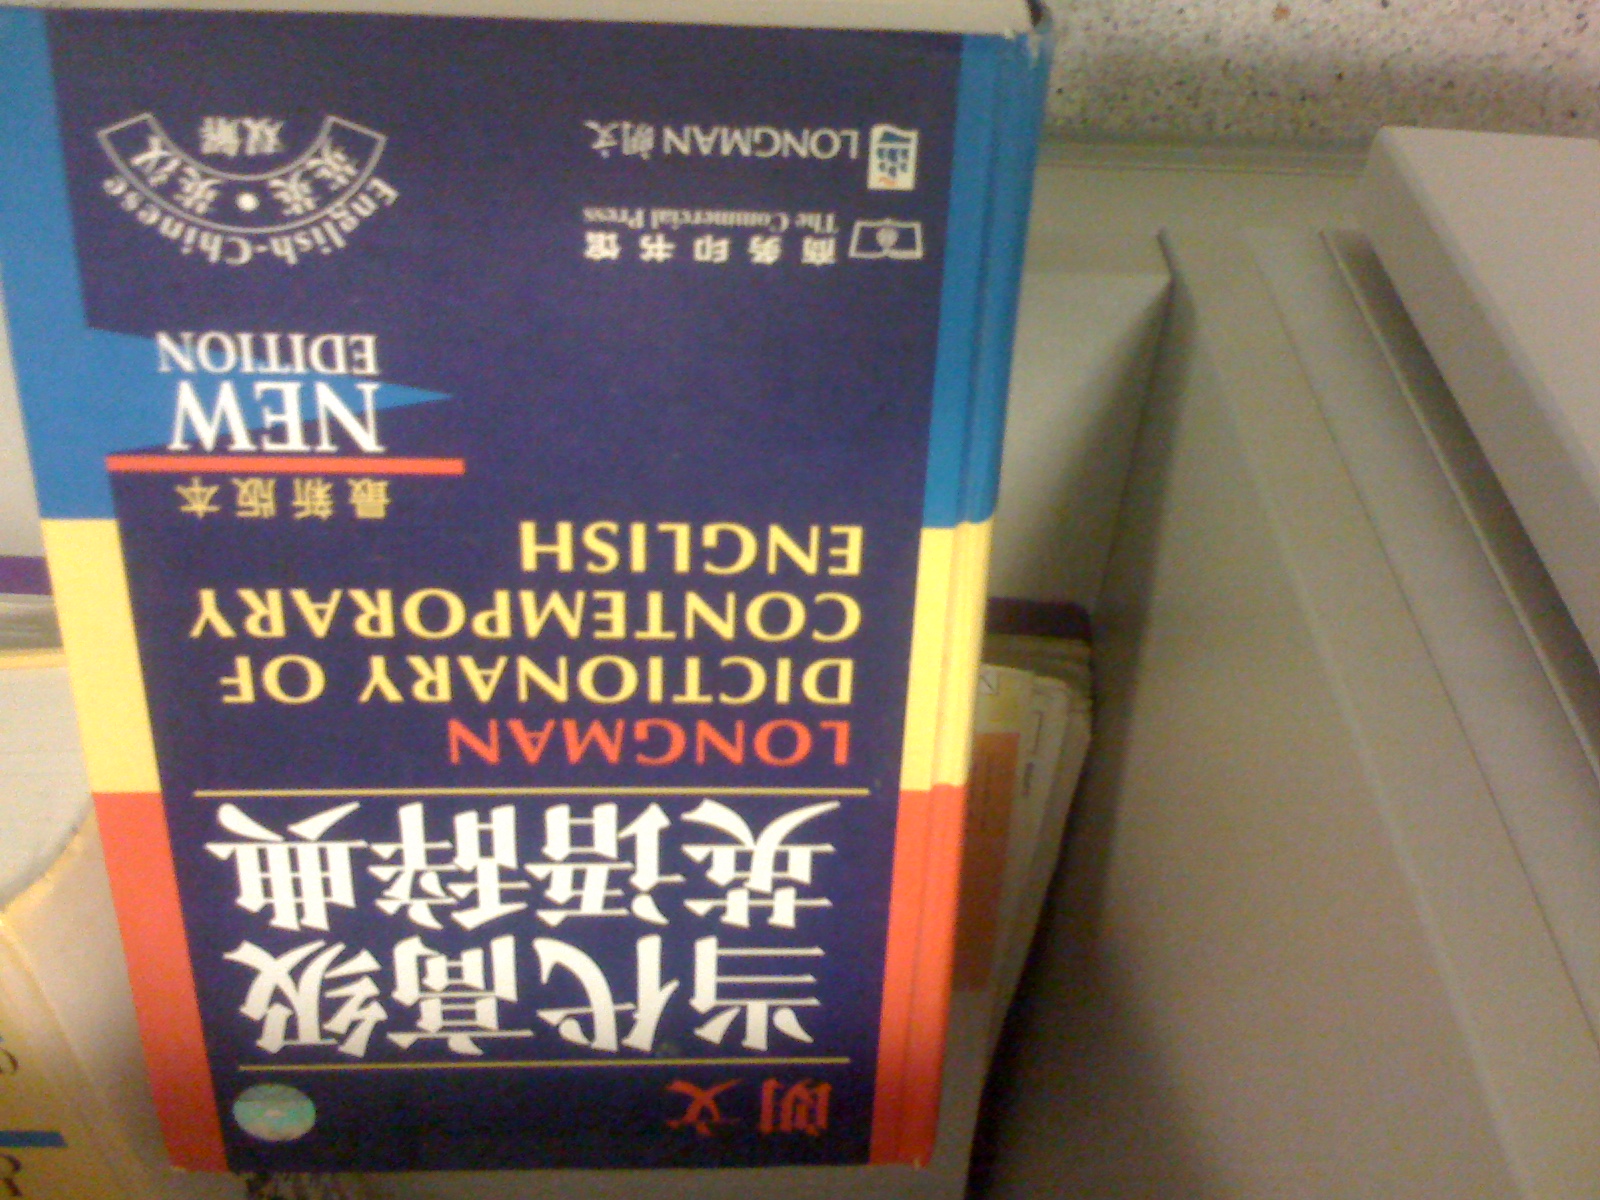 朗文
当代高级
英语辞典
LONGMAN
DICTIONARY OF
CONTEMPORARY
ENGLISH
最新版本
NEW
EDITION
English-Chinese
英英·英汉
双解
商务印书馆
The Commercial Press
LONGMAN 朗文